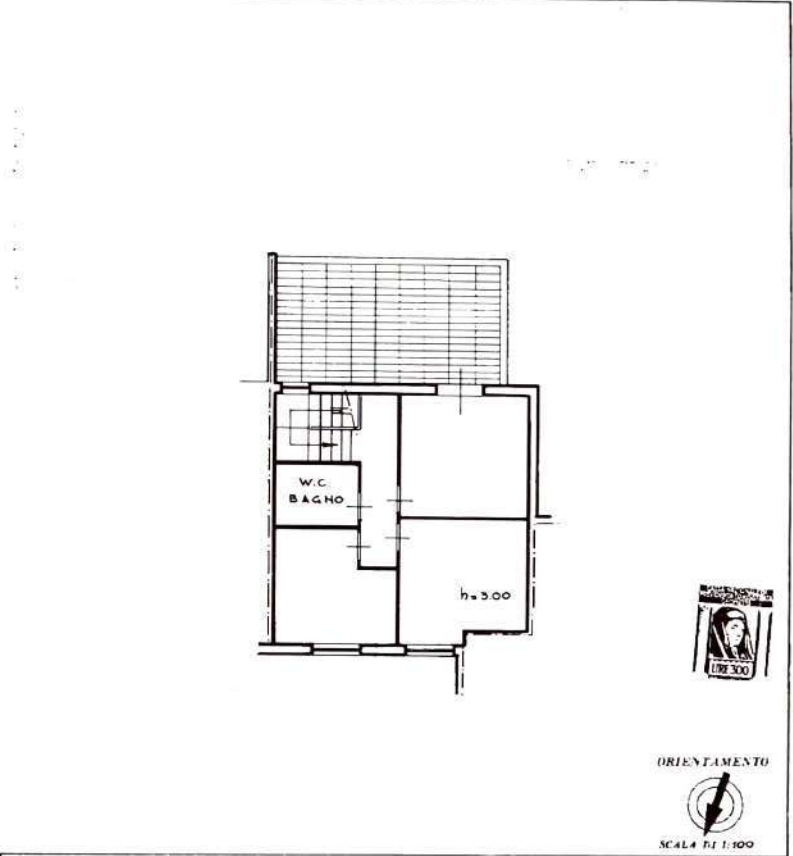 W.C.
BAGNO
h=3.00
LIRE 300
ORIENTAMENTO
SCALA DI 1:100